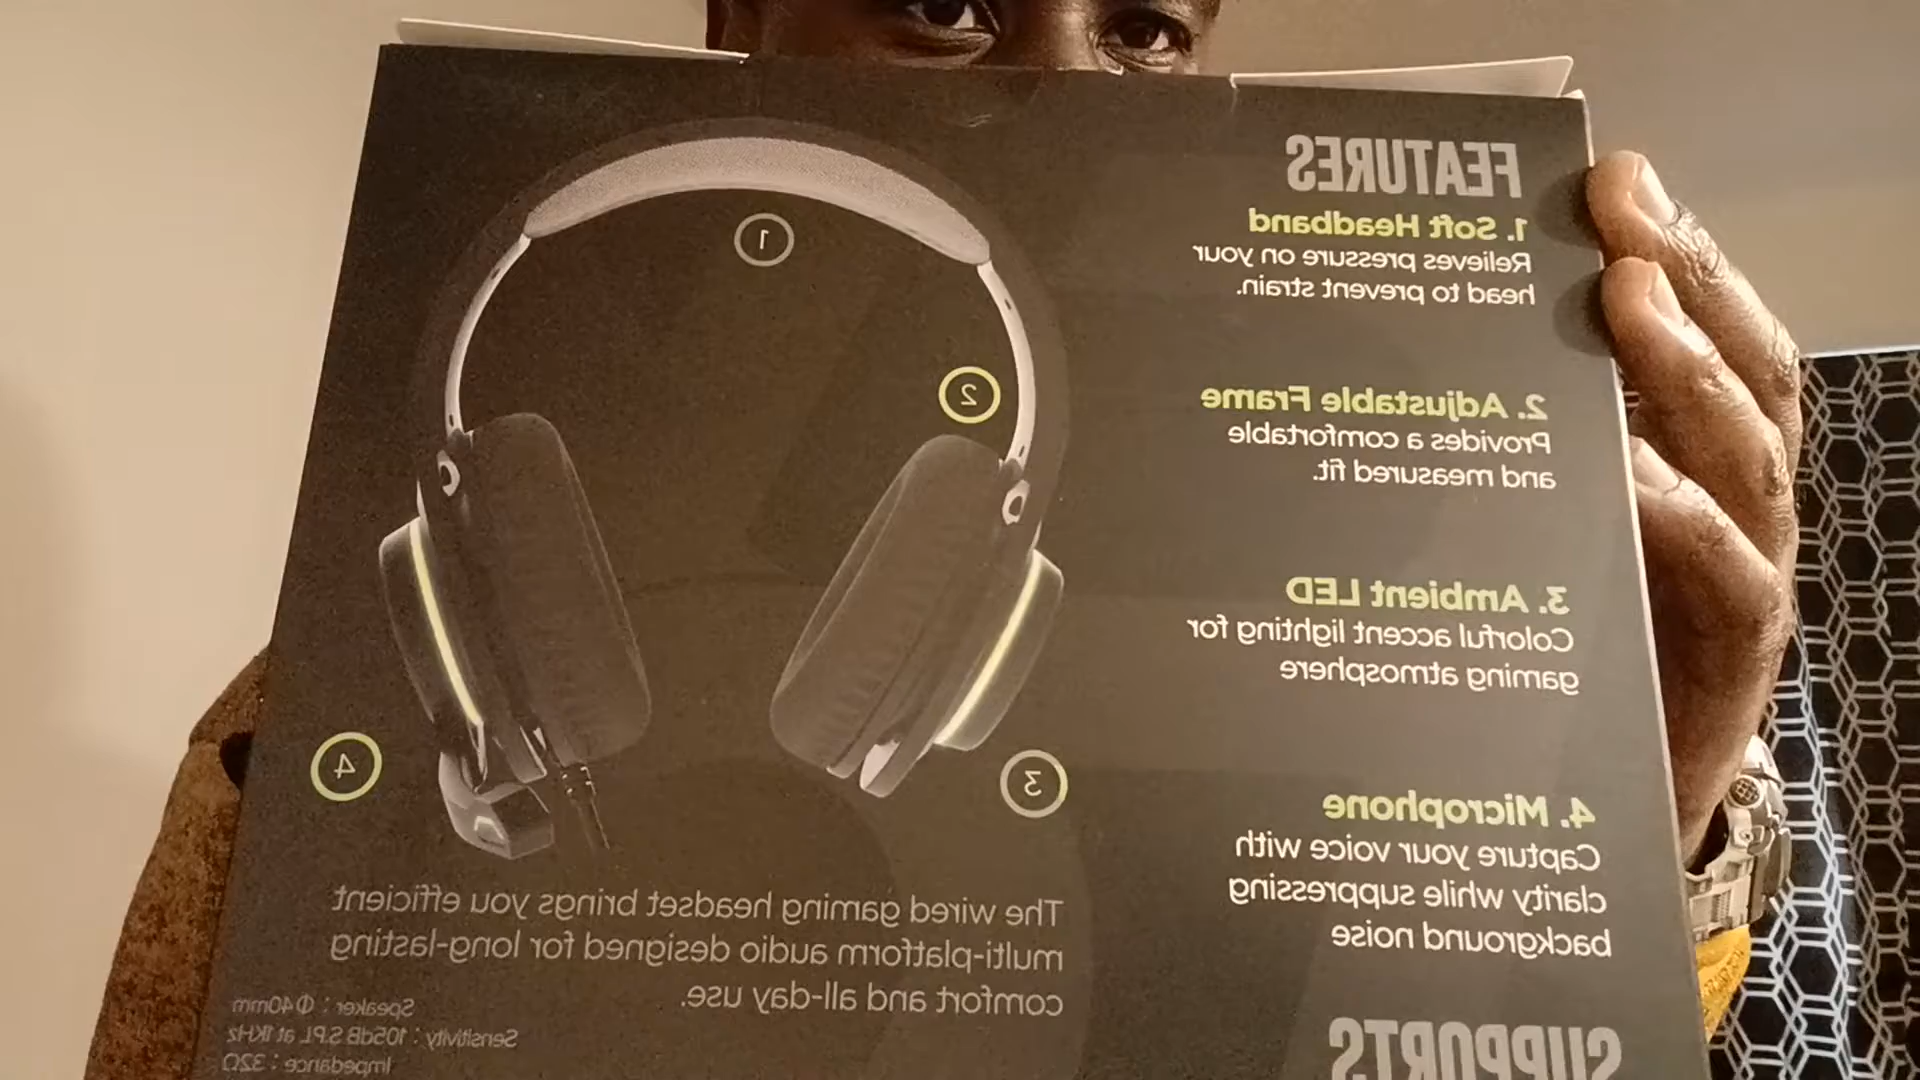 FEATURES
1. Soft Headband
Relieves pressure on your
head to prevent strain.
2. Adjustable Frame
Provides a comfortable
and measured fit.
3. Ambient LED
Colorful accent lighting for
gaming atmosphere
4. Microphone
Capture your voice with
clarity while suppressing
background noise
SUPPORTS
1
2
3
4
The wired gaming headset brings you efficient
multi-platform audio designed for long-lasting
comfort and all-day use.
Speaker : Φ40mm
Sensitivity : 105dB S.P.L at 1KHz
Impedance : 32Ω